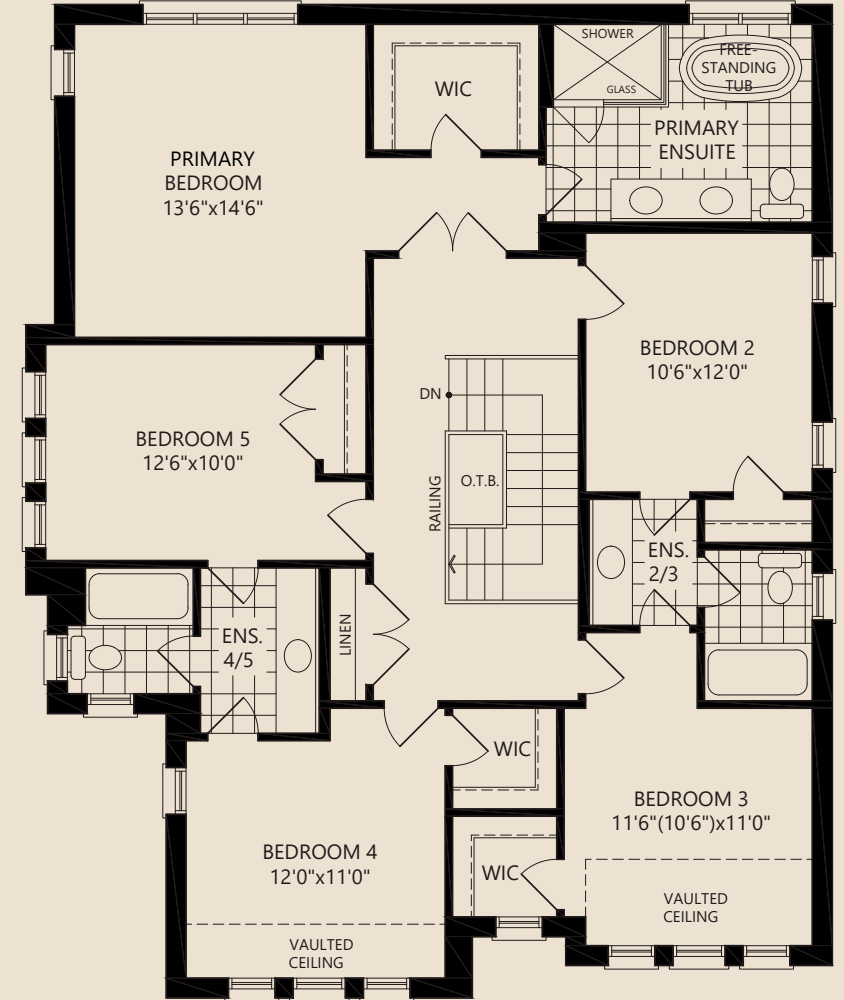 SHOWER
GLASS
FREE-
STANDING
TUB
WIC
PRIMARY
ENSUITE
PRIMARY
BEDROOM
13'6"x14'6"
BEDROOM 2
10'6"x12'0"
DN
O.T.B.
RAILING
BEDROOM 5
12'6"x10'0"
ENS.
2/3
ENS.
4/5
LINEN
WIC
BEDROOM 3
11'6"(10'6")x11'0"
BEDROOM 4
12'0"x11'0"
WIC
VAULTED
CEILING
VAULTED
CEILING